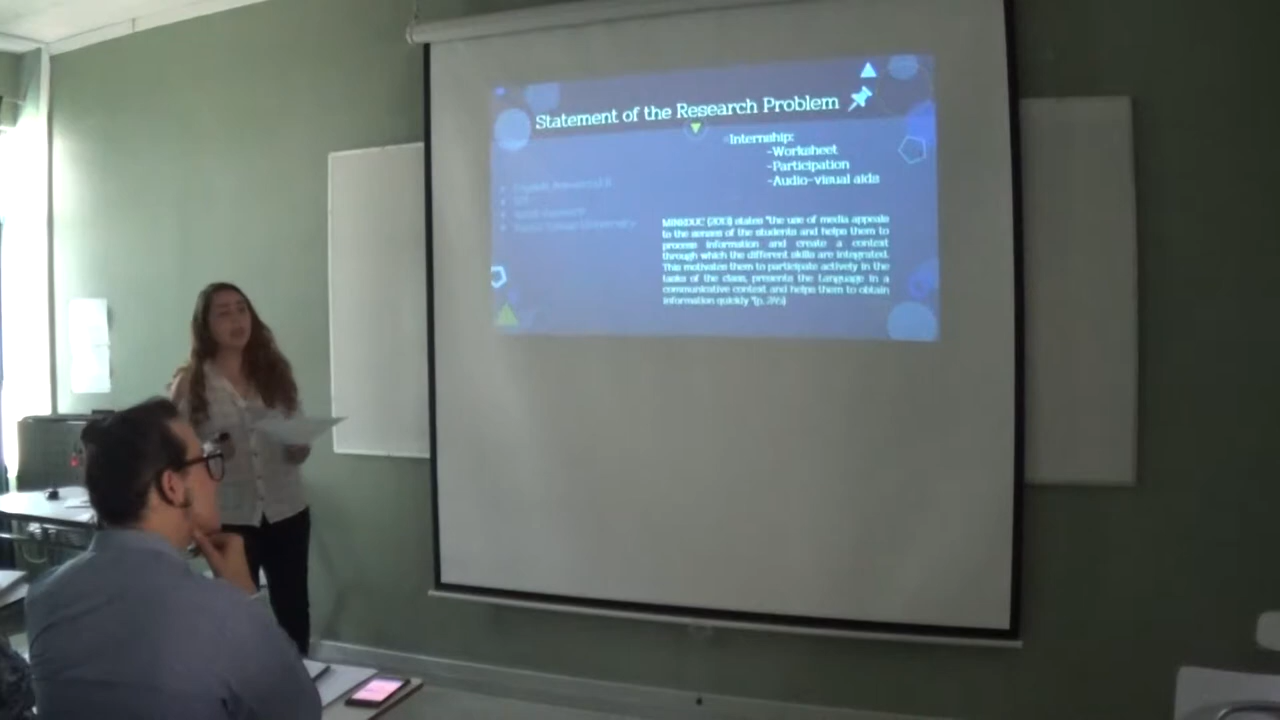 Statement of the Research Problem
-Internship:
-Worksheet
-Participation
-Audio-visual aids
MINEDUC (2013) states "the use of media appeals
to the senses of the students and helps them to
process information and create a context
through which the different skills are integrated.
This motivates them to participate actively in the
tasks of the class, presents the Language in a
communicative context and helps them to obtain
information quickly "(p.